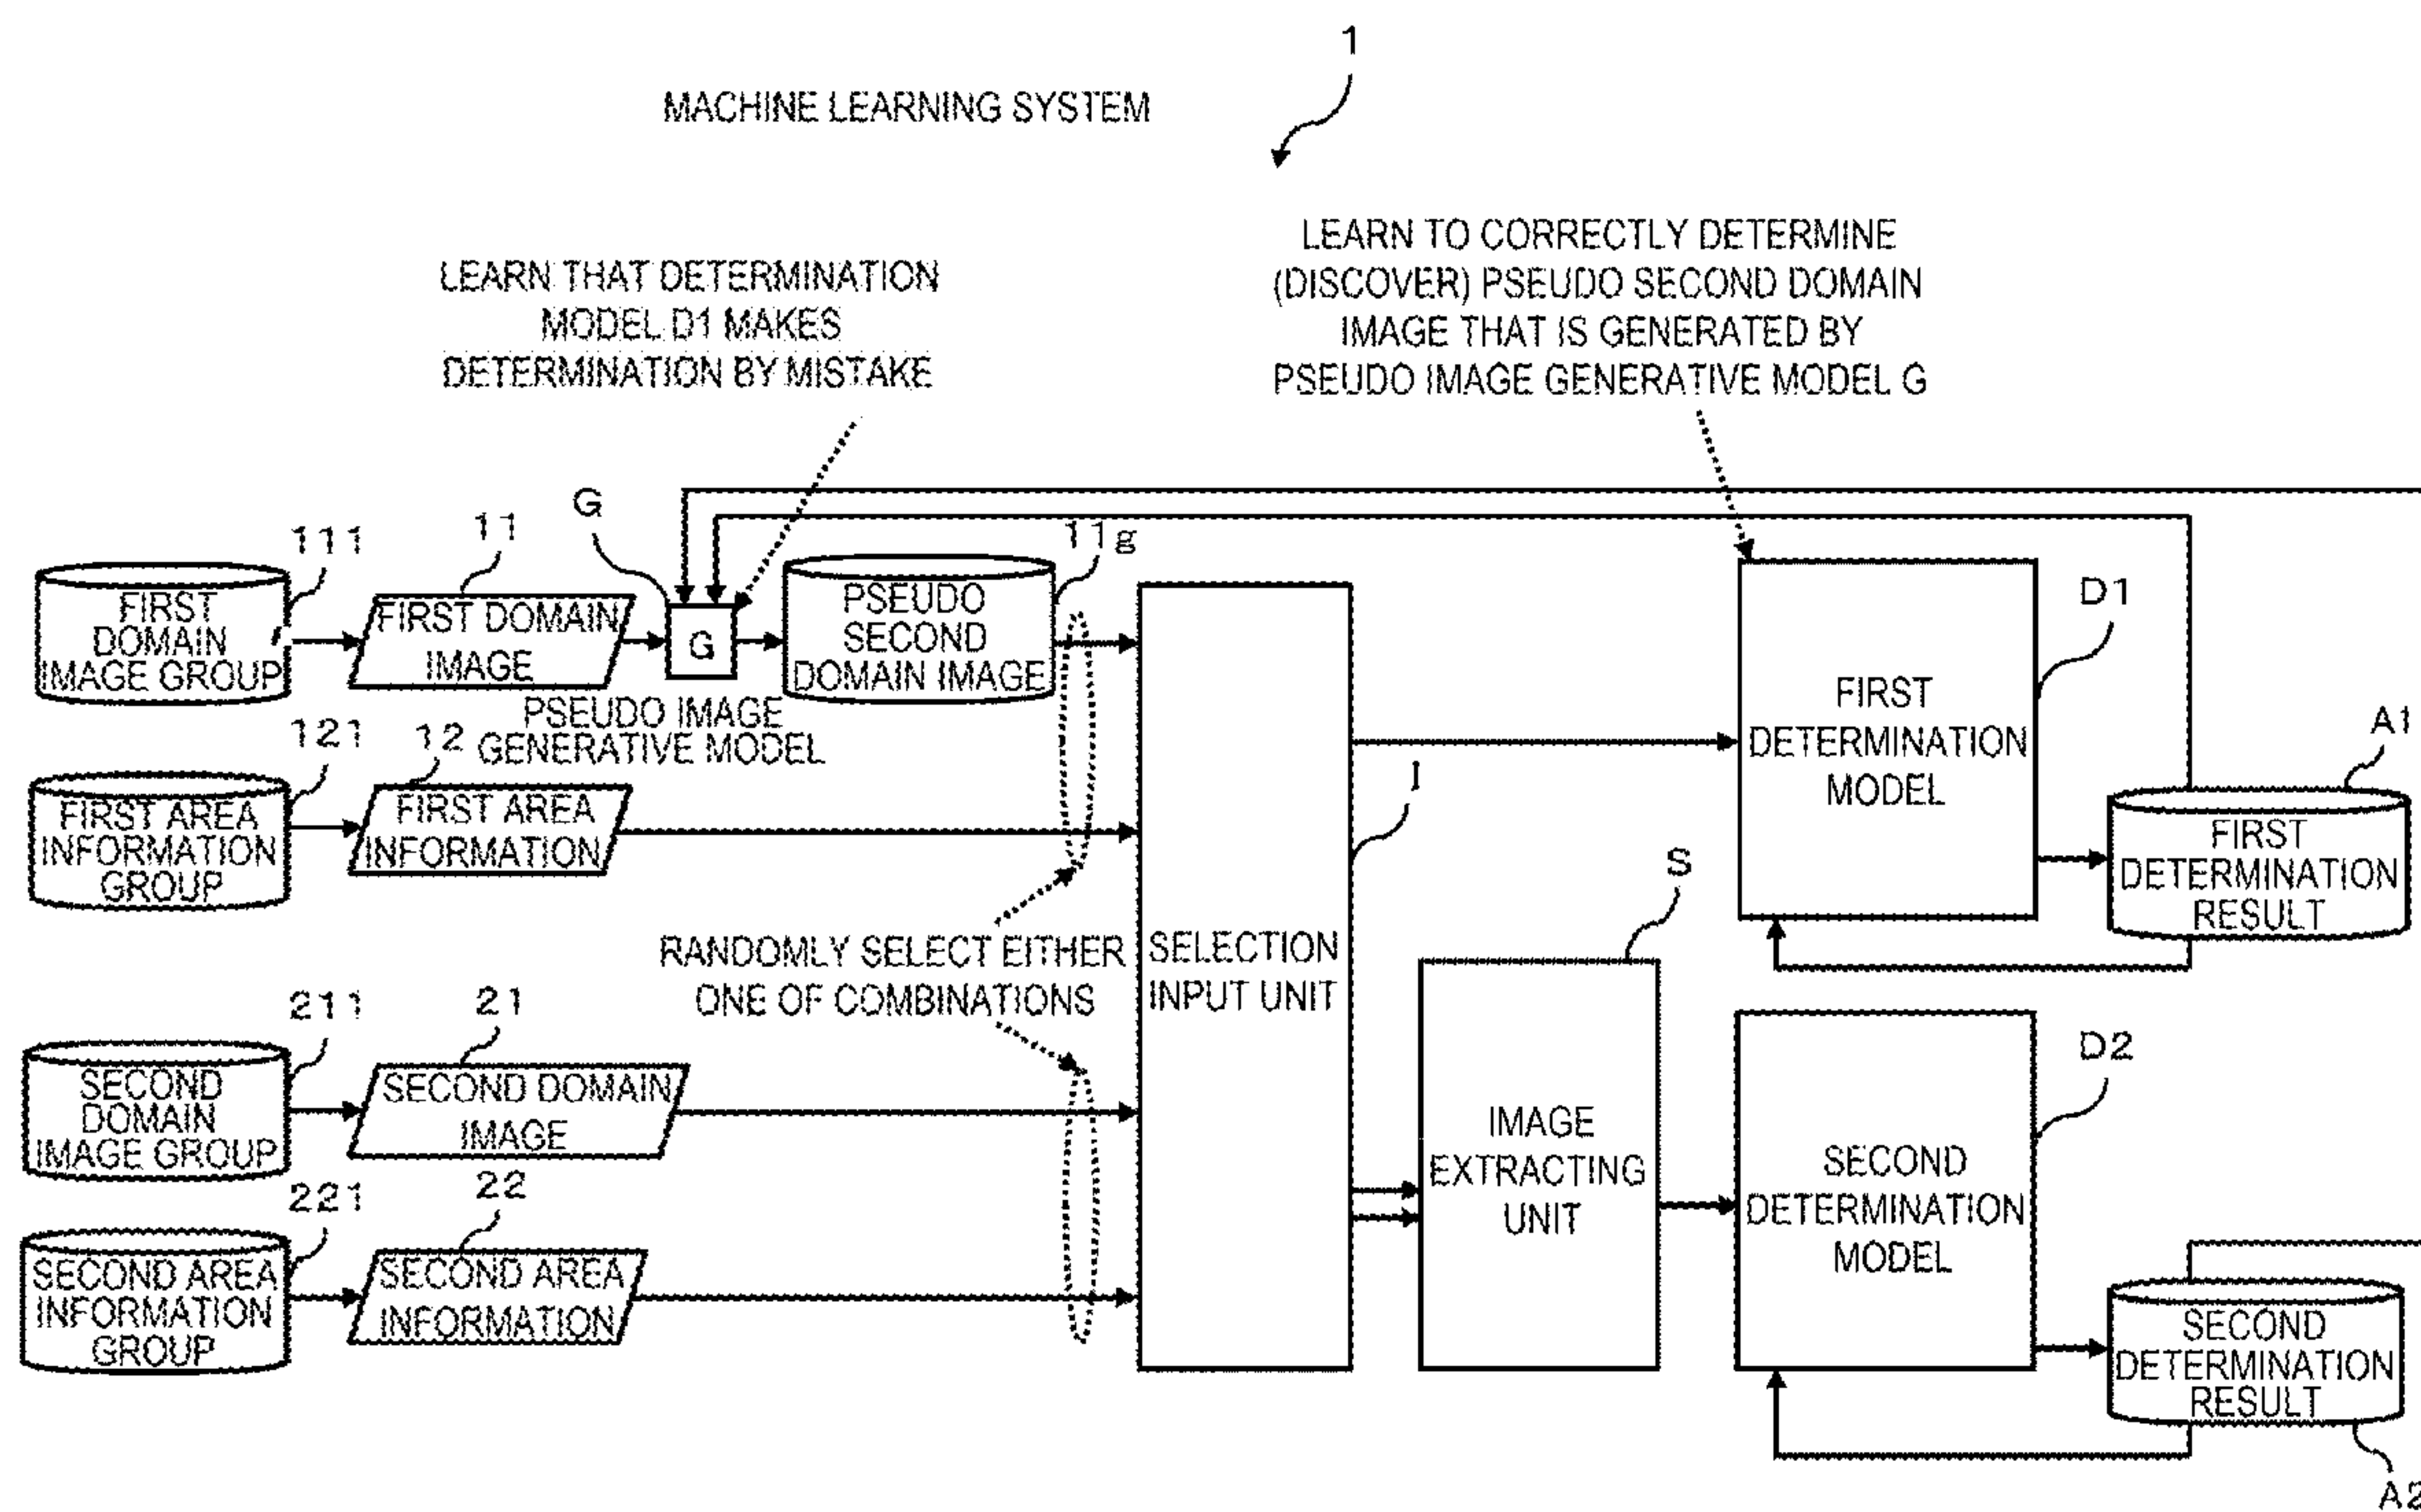 1
MACHINE LEARNING SYSTEM
LEARN THAT DETERMINATION
MODEL D1 MAKES
DETERMINATION BY MISTAKE
LEARN TO CORRECTLY DETERMINE
(DISCOVER) PSEUDO SECOND DOMAIN
IMAGE THAT IS GENERATED BY
PSEUDO IMAGE GENERATIVE MODEL G
111
FIRST
DOMAIN
IMAGE GROUP
11
FIRST DOMAIN
IMAGE
G
G
PSEUDO IMAGE
GENERATIVE MODEL
11g
PSEUDO
SECOND
DOMAIN IMAGE
121
FIRST AREA
INFORMATION
GROUP
12
FIRST AREA
INFORMATION
RANDOMLY SELECT EITHER
ONE OF COMBINATIONS
211
SECOND
DOMAIN
IMAGE GROUP
21
SECOND DOMAIN
IMAGE
221
SECOND AREA
INFORMATION
GROUP
22
SECOND AREA
INFORMATION
SELECTION
INPUT UNIT
I
S
IMAGE
EXTRACTING
UNIT
D1
FIRST
DETERMINATION
MODEL
A1
FIRST
DETERMINATION
RESULT
D2
SECOND
DETERMINATION
MODEL
SECOND
DETERMINATION
RESULT
A2